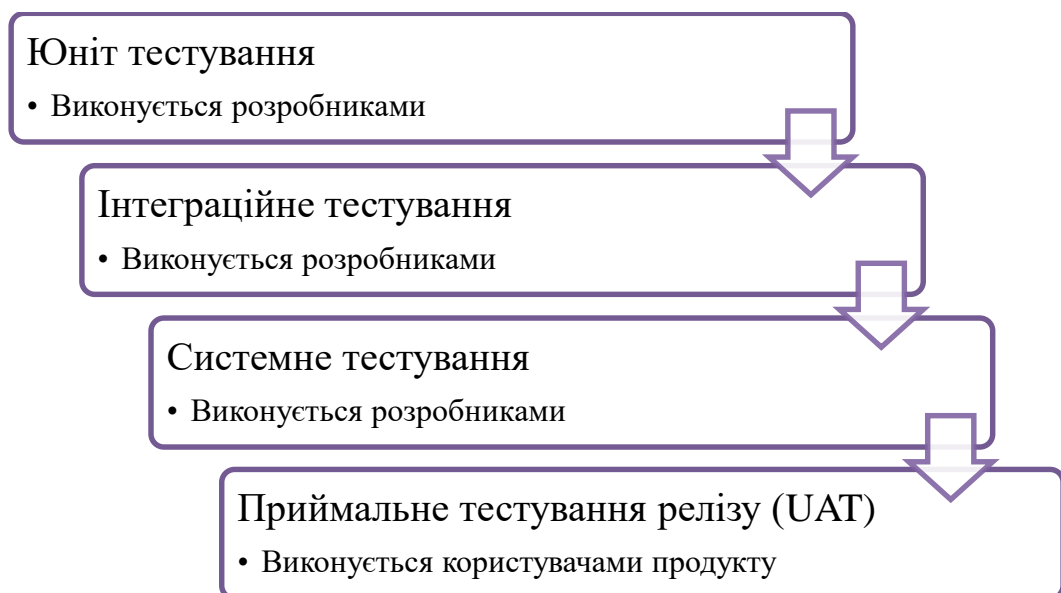 Юніт тестування
• Виконується розробниками
Інтеграційне тестування
• Виконується розробниками
Системне тестування
• Виконується розробниками
Приймальне тестування релізу (UAT)
• Виконується користувачами продукту